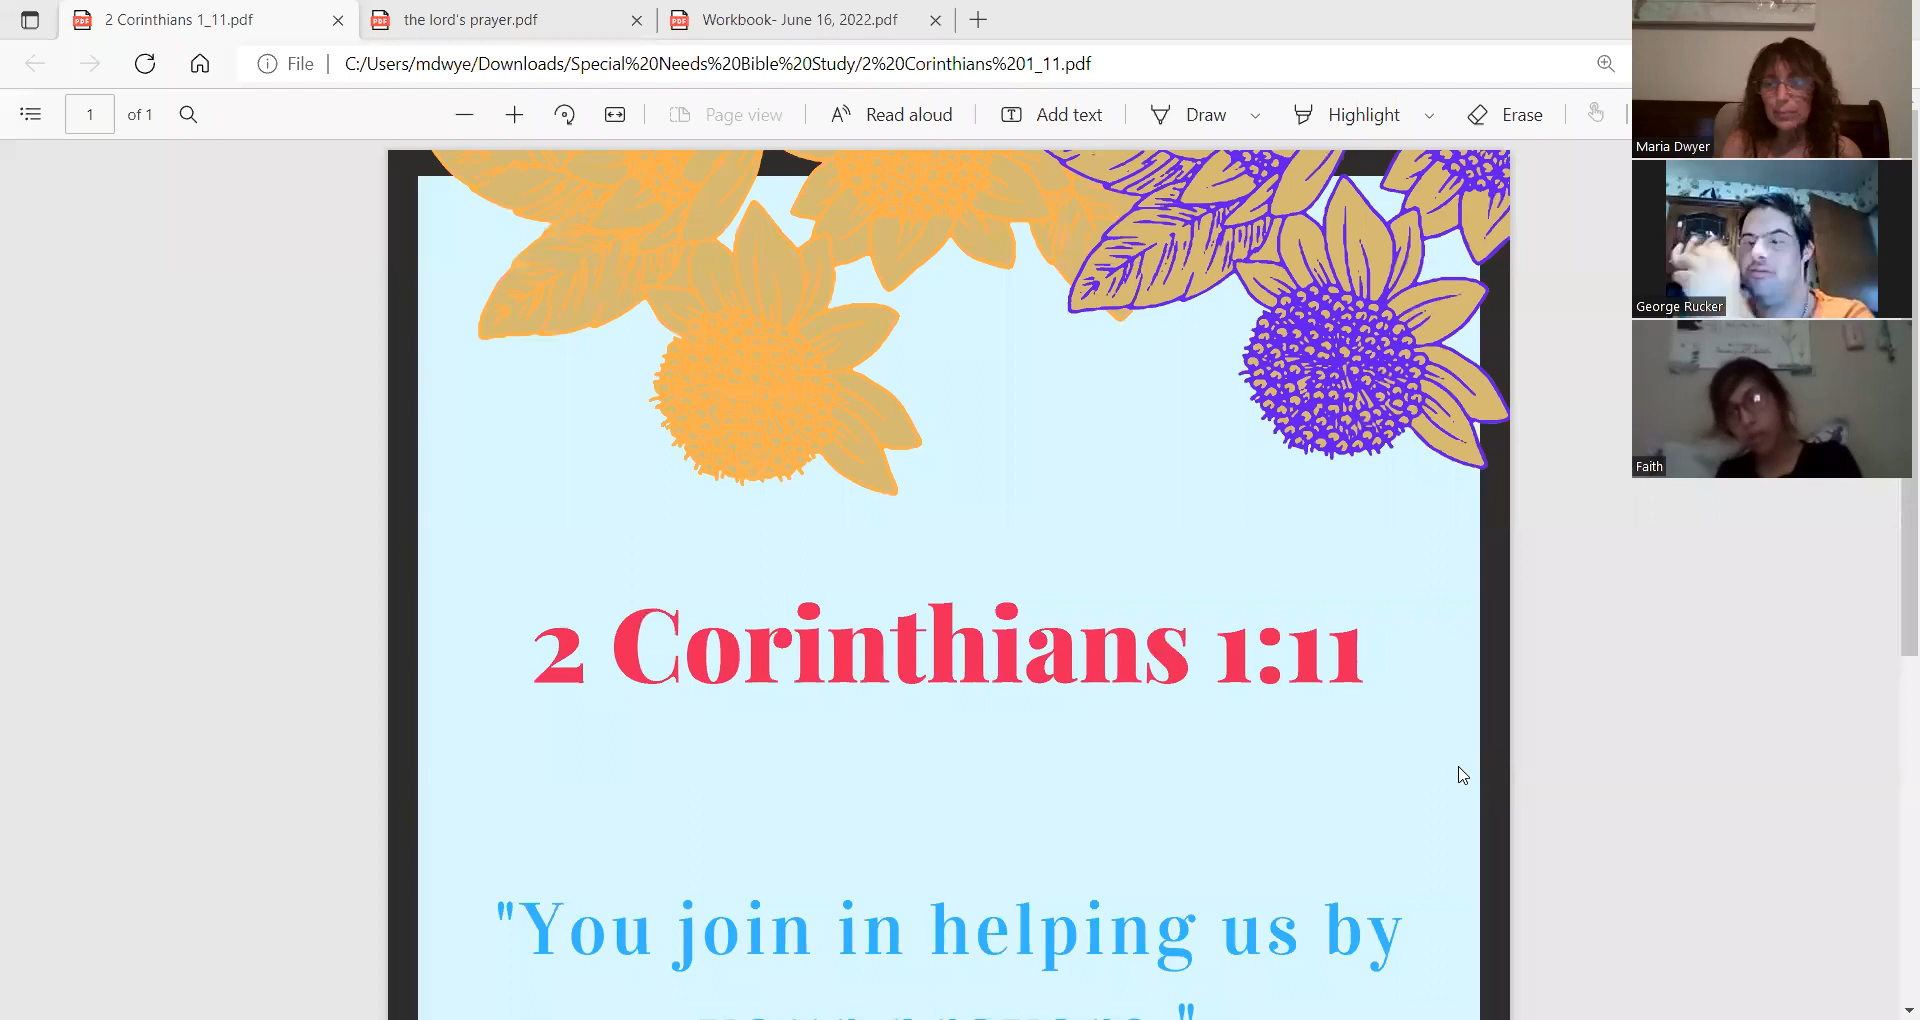 2 Corinthians 1_11.pdf
the lord's prayer.pdf
Workbook- June 16, 2022.pdf
File
C:/Users/mdwye/Downloads/Special%20Needs%20Bible%20Study/2%20Corinthians%201_11.pdf
1
of 1
Page view
Read aloud
Add text
Draw
Highlight
Erase
Maria Dwyer
George Rucker
Faith
2 Corinthians 1:11
"You join in helping us by